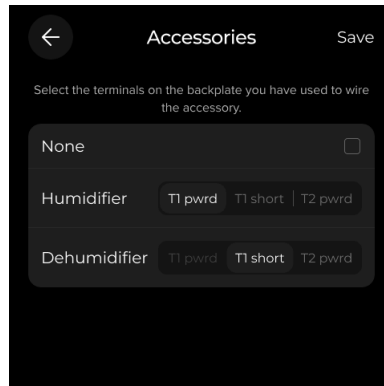 Accessories Save
Select the terminals on the backplate you have used to wire
the accessory.
None
Humidifier T1 pwrd T1 short T2 pwrd
Dehumidifier T1 pwrd T1 short T2 pwrd